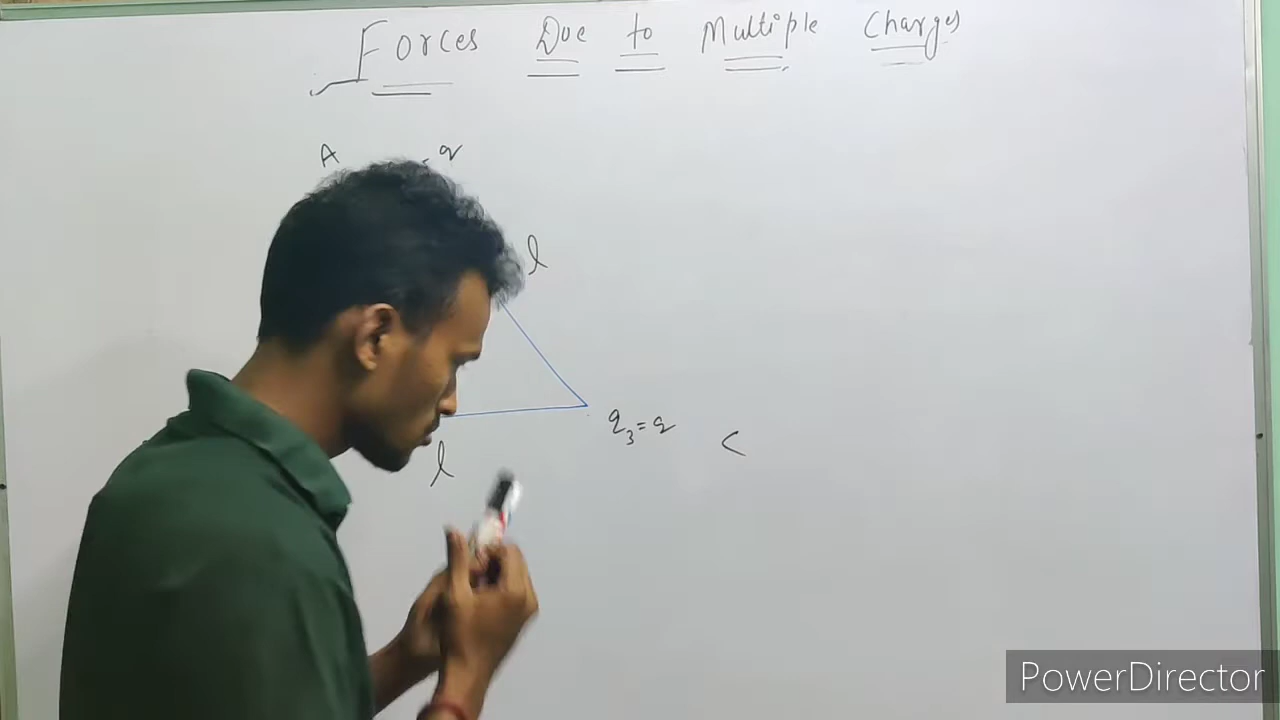 Forces Due to Multiple Charges
A
q
l
q3 = q
C
l
PowerDirector